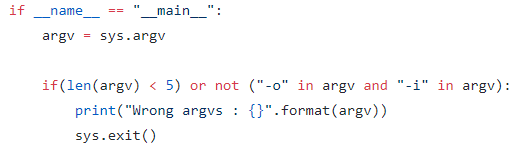 if __name__ == "__main__":
    argv = sys.argv

    if(len(argv) < 5) or not ("-o" in argv and "-i" in argv):
        print("Wrong argvs : {}".format(argv))
        sys.exit()